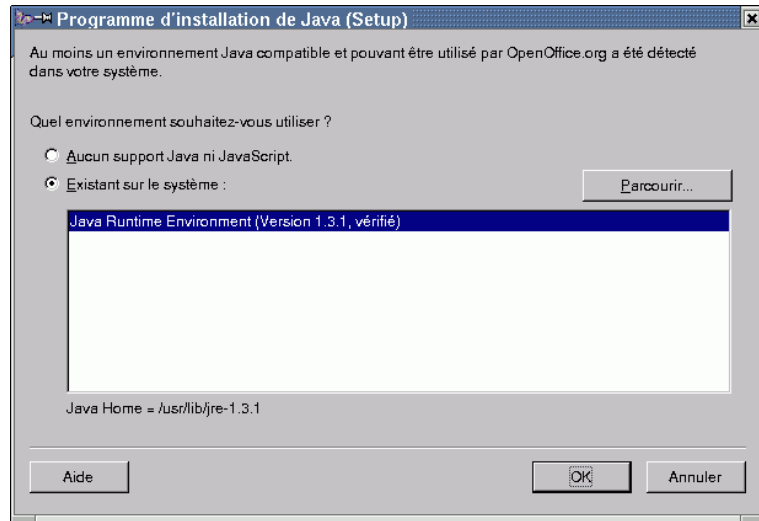 Programme d'installation de Java (Setup)
Au moins un environnement Java compatible et pouvant être utilisé par OpenOffice.org a été détecté
dans votre système.
Quel environnement souhaitez-vous utiliser ?
Aucun support Java ni JavaScript.
Existant sur le système :
Parcourir...
Java Runtime Environment (Version 1.3.1, vérifié)
Java Home = /usr/lib/jre-1.3.1
Aide
OK
Annuler